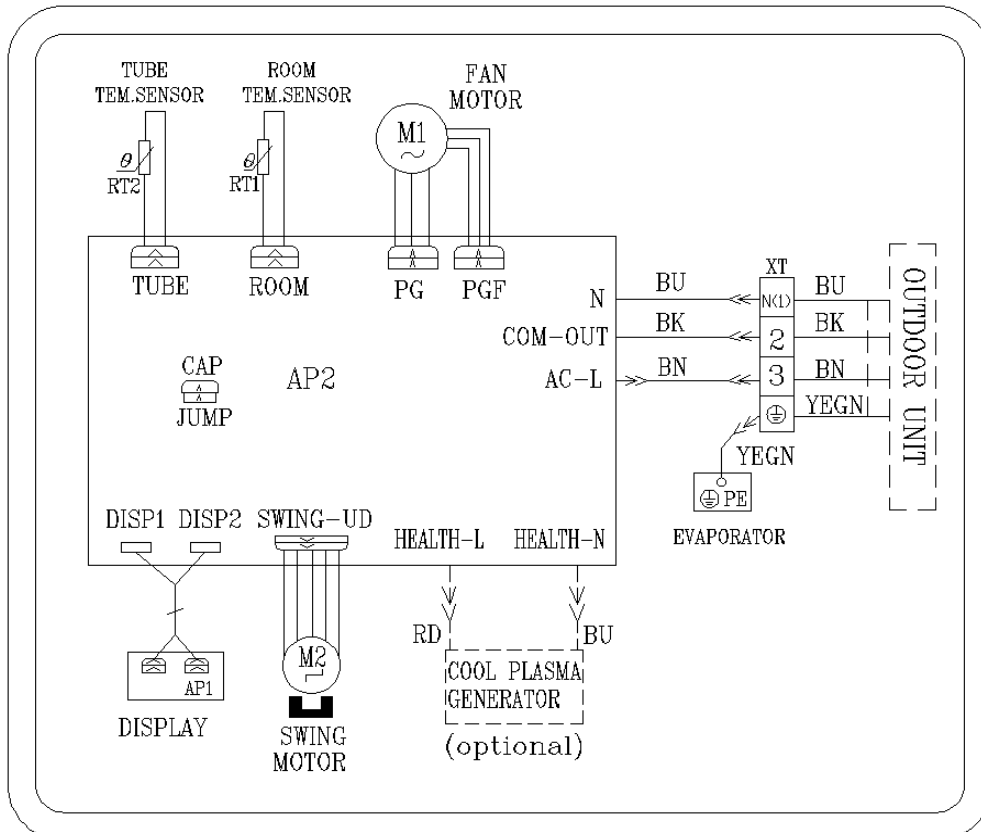 TUBE
TEM.SENSOR
ROOM
TEM.SENSOR
FAN
MOTOR
M1
θ
RT2
θ
RT1
TUBE
ROOM
PG
PGF
N
COM-OUT
AC-L
BU
BK
BN
XT
N(1)
2
3
BU
BK
BN
YEGN
YEGN
OUTDOOR UNIT
PE
EVAPORATOR
CAP
JUMP
AP2
DISP1
DISP2
SWING-UD
HEALTH-L
HEALTH-N
RD
BU
M2
AP1
DISPLAY
SWING
MOTOR
COOL PLASMA
GENERATOR
(optional)